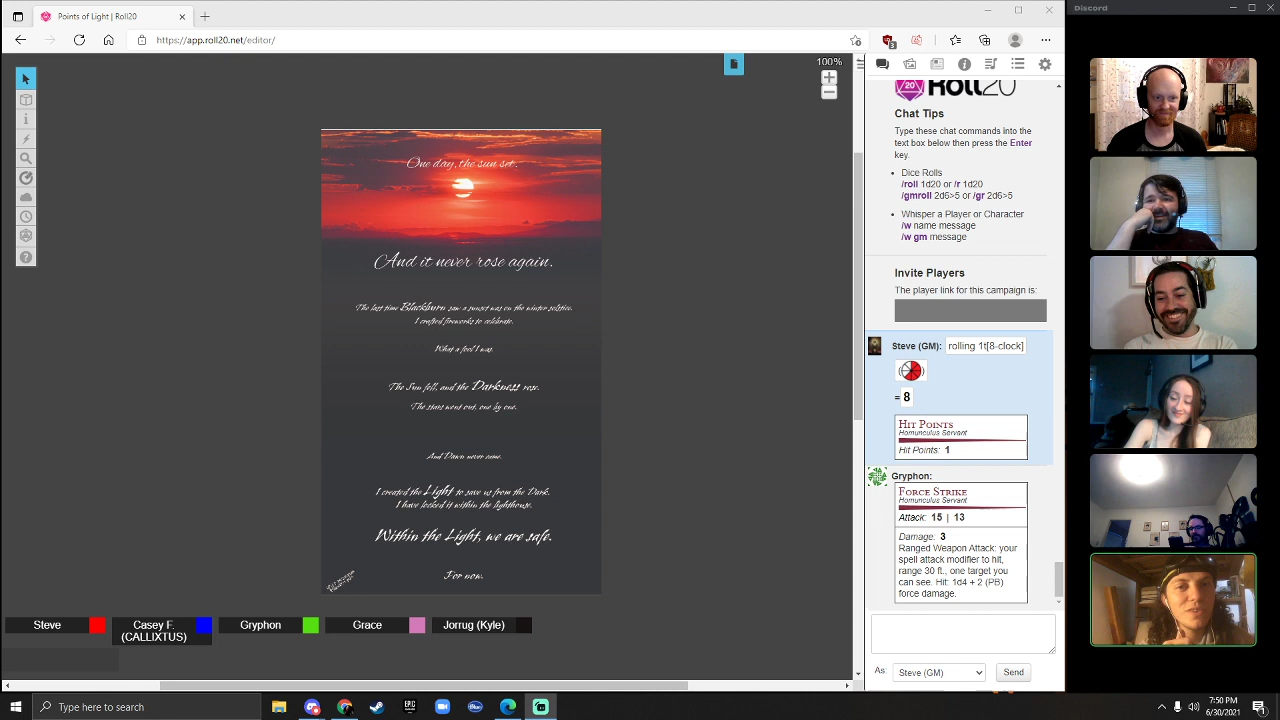 Discord
Points of Light | Roll20
https://app.roll20.net/editor/
100%
One day, the sun set.
And it never rose again.
The last time Blackburn saw a sunset was on the winter solstice.
I crafted fireworks to celebrate.
What a fool I was.
The Sun fell, and the Darkness rose.
The stars went out, one by one.
And Dawn never came.
I created the Light to save us from the Dark.
I have locked it within the lighthouse.
Within the Light, we are safe.
For now.
Steve
Casey F.
(CALLIXTUS)
Gryphon
Grace
Jorrug (Kyle)
Roll20
Chat Tips
Type these chat commands into the
text box below then press the Enter
key.
Dice Rolls
/roll 1d20 or /r 1d20
/gmroll 2d6>5 or /gr 2d6>5
Whisper a Player or Character
/w name message
/w gm message
Invite Players
The player link for this campaign is:
Steve (GM): rolling 1t[8-clock]
= 8
HIT POINTS
Homunculus Servant
Hit Points: 1
Gryphon:
FORCE STRIKE
Homunculus Servant
Attack: 15 | 13
Damage: 3
Ranged Weapon Attack: your
spell attack modifier to hit,
range 30 ft., one target you
can see. Hit: 1d4 + 2 (PB)
force damage.
As: Steve (GM) Send
Type here to search
7:50 PM
6/30/2021